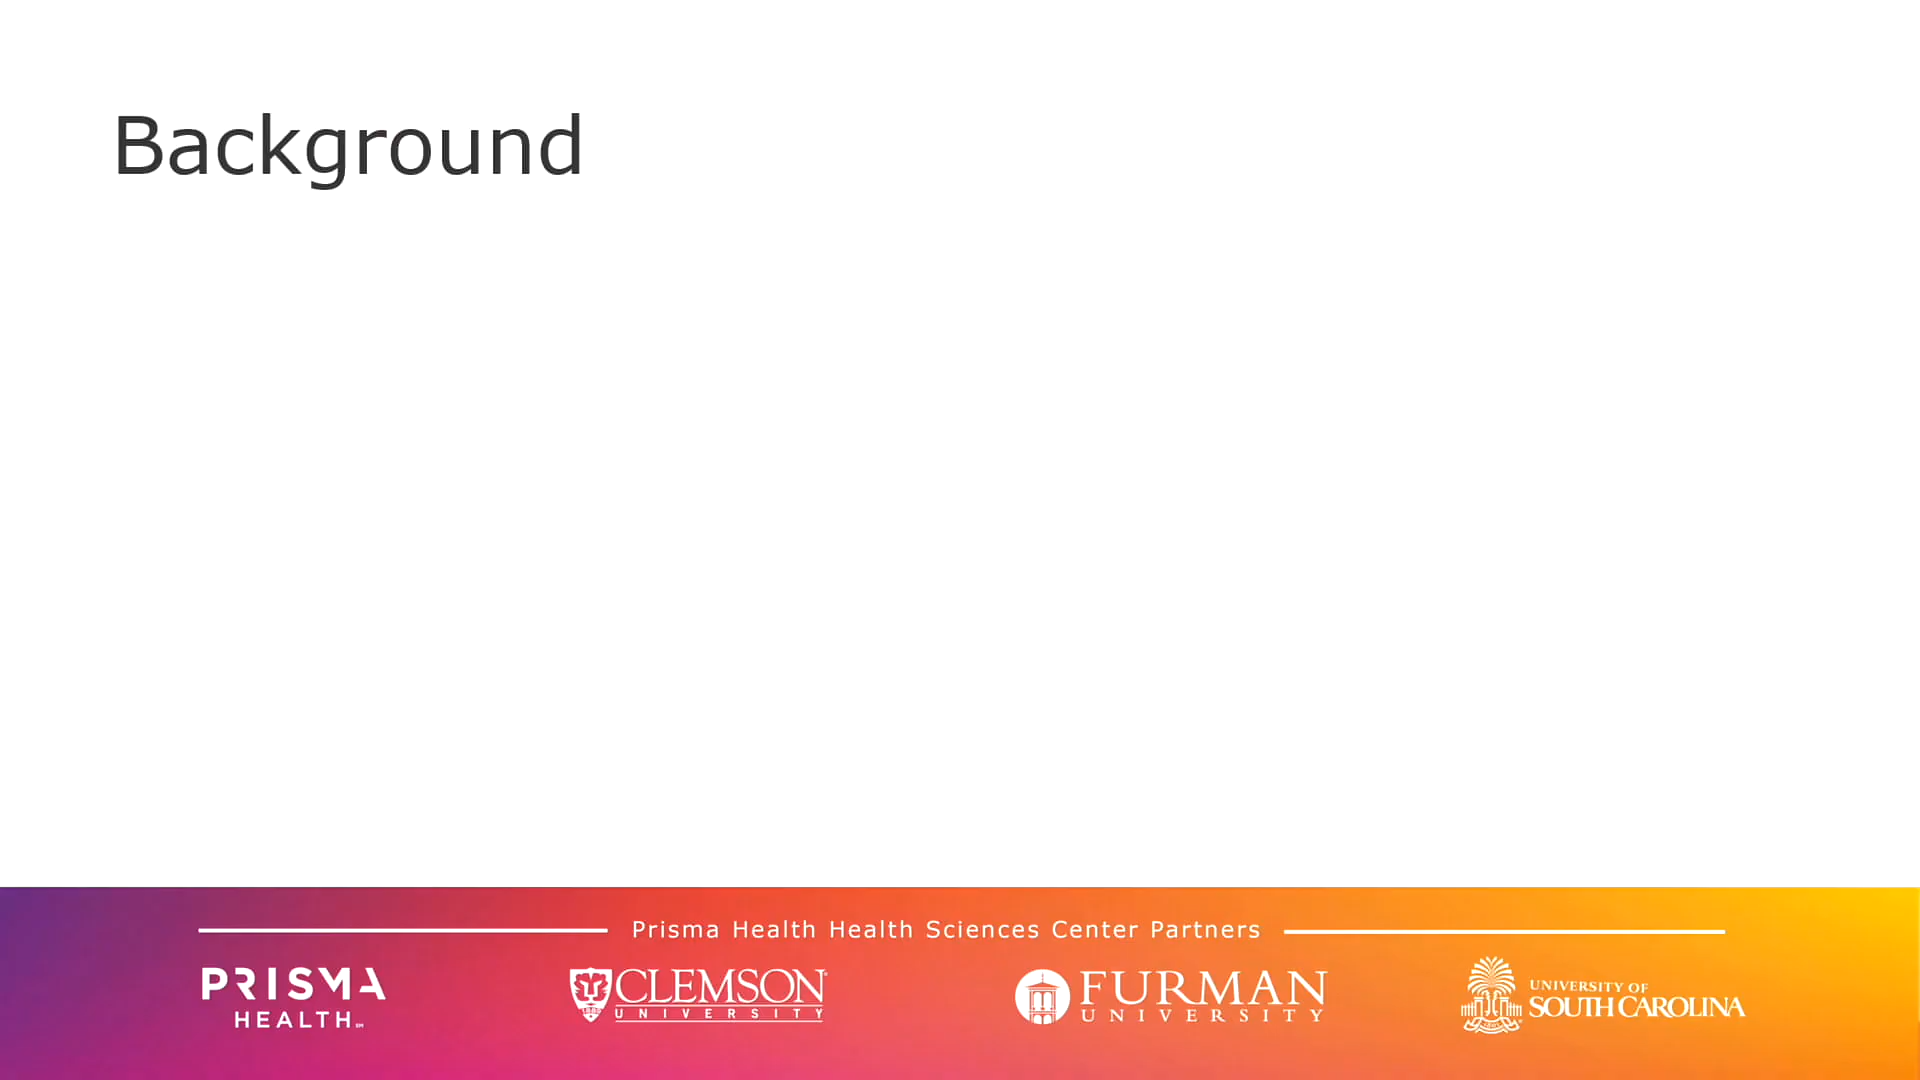 Background
Prisma Health Health Sciences Center Partners
PRISMA
HEALTH
CLEMSON
UNIVERSITY
FURMAN
UNIVERSITY
UNIVERSITY OF
SOUTH CAROLINA